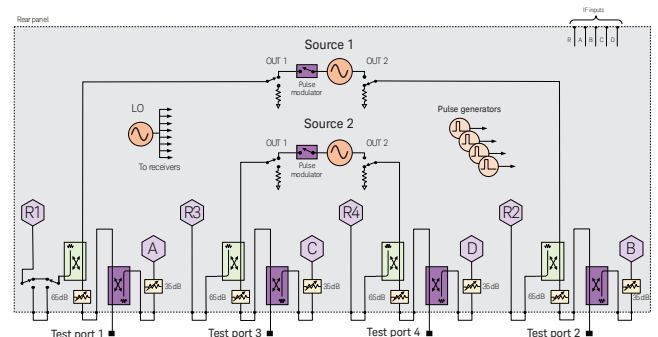 Rear panel
IF inputs
R A B C D
Source 1
OUT 1
OUT 2
Pulse modulator
LO
To receivers
Source 2
OUT 1
OUT 2
Pulse modulator
Pulse generators
R1
A
R3
C
R4
D
R2
B
65dB
35dB
65dB
35dB
65dB
35dB
65dB
35dB
Test port 1
Test port 3
Test port 4
Test port 2